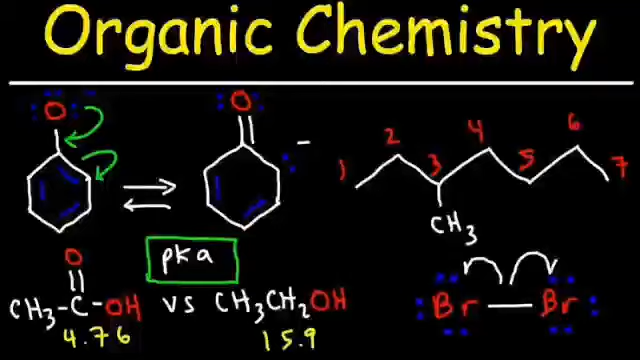 Organic Chemistry
O
O
1 2 3 4 5 6 7
CH3
O
CH3-C-OH vs CH3CH2OH
pka
4.76 15.9
Br — Br